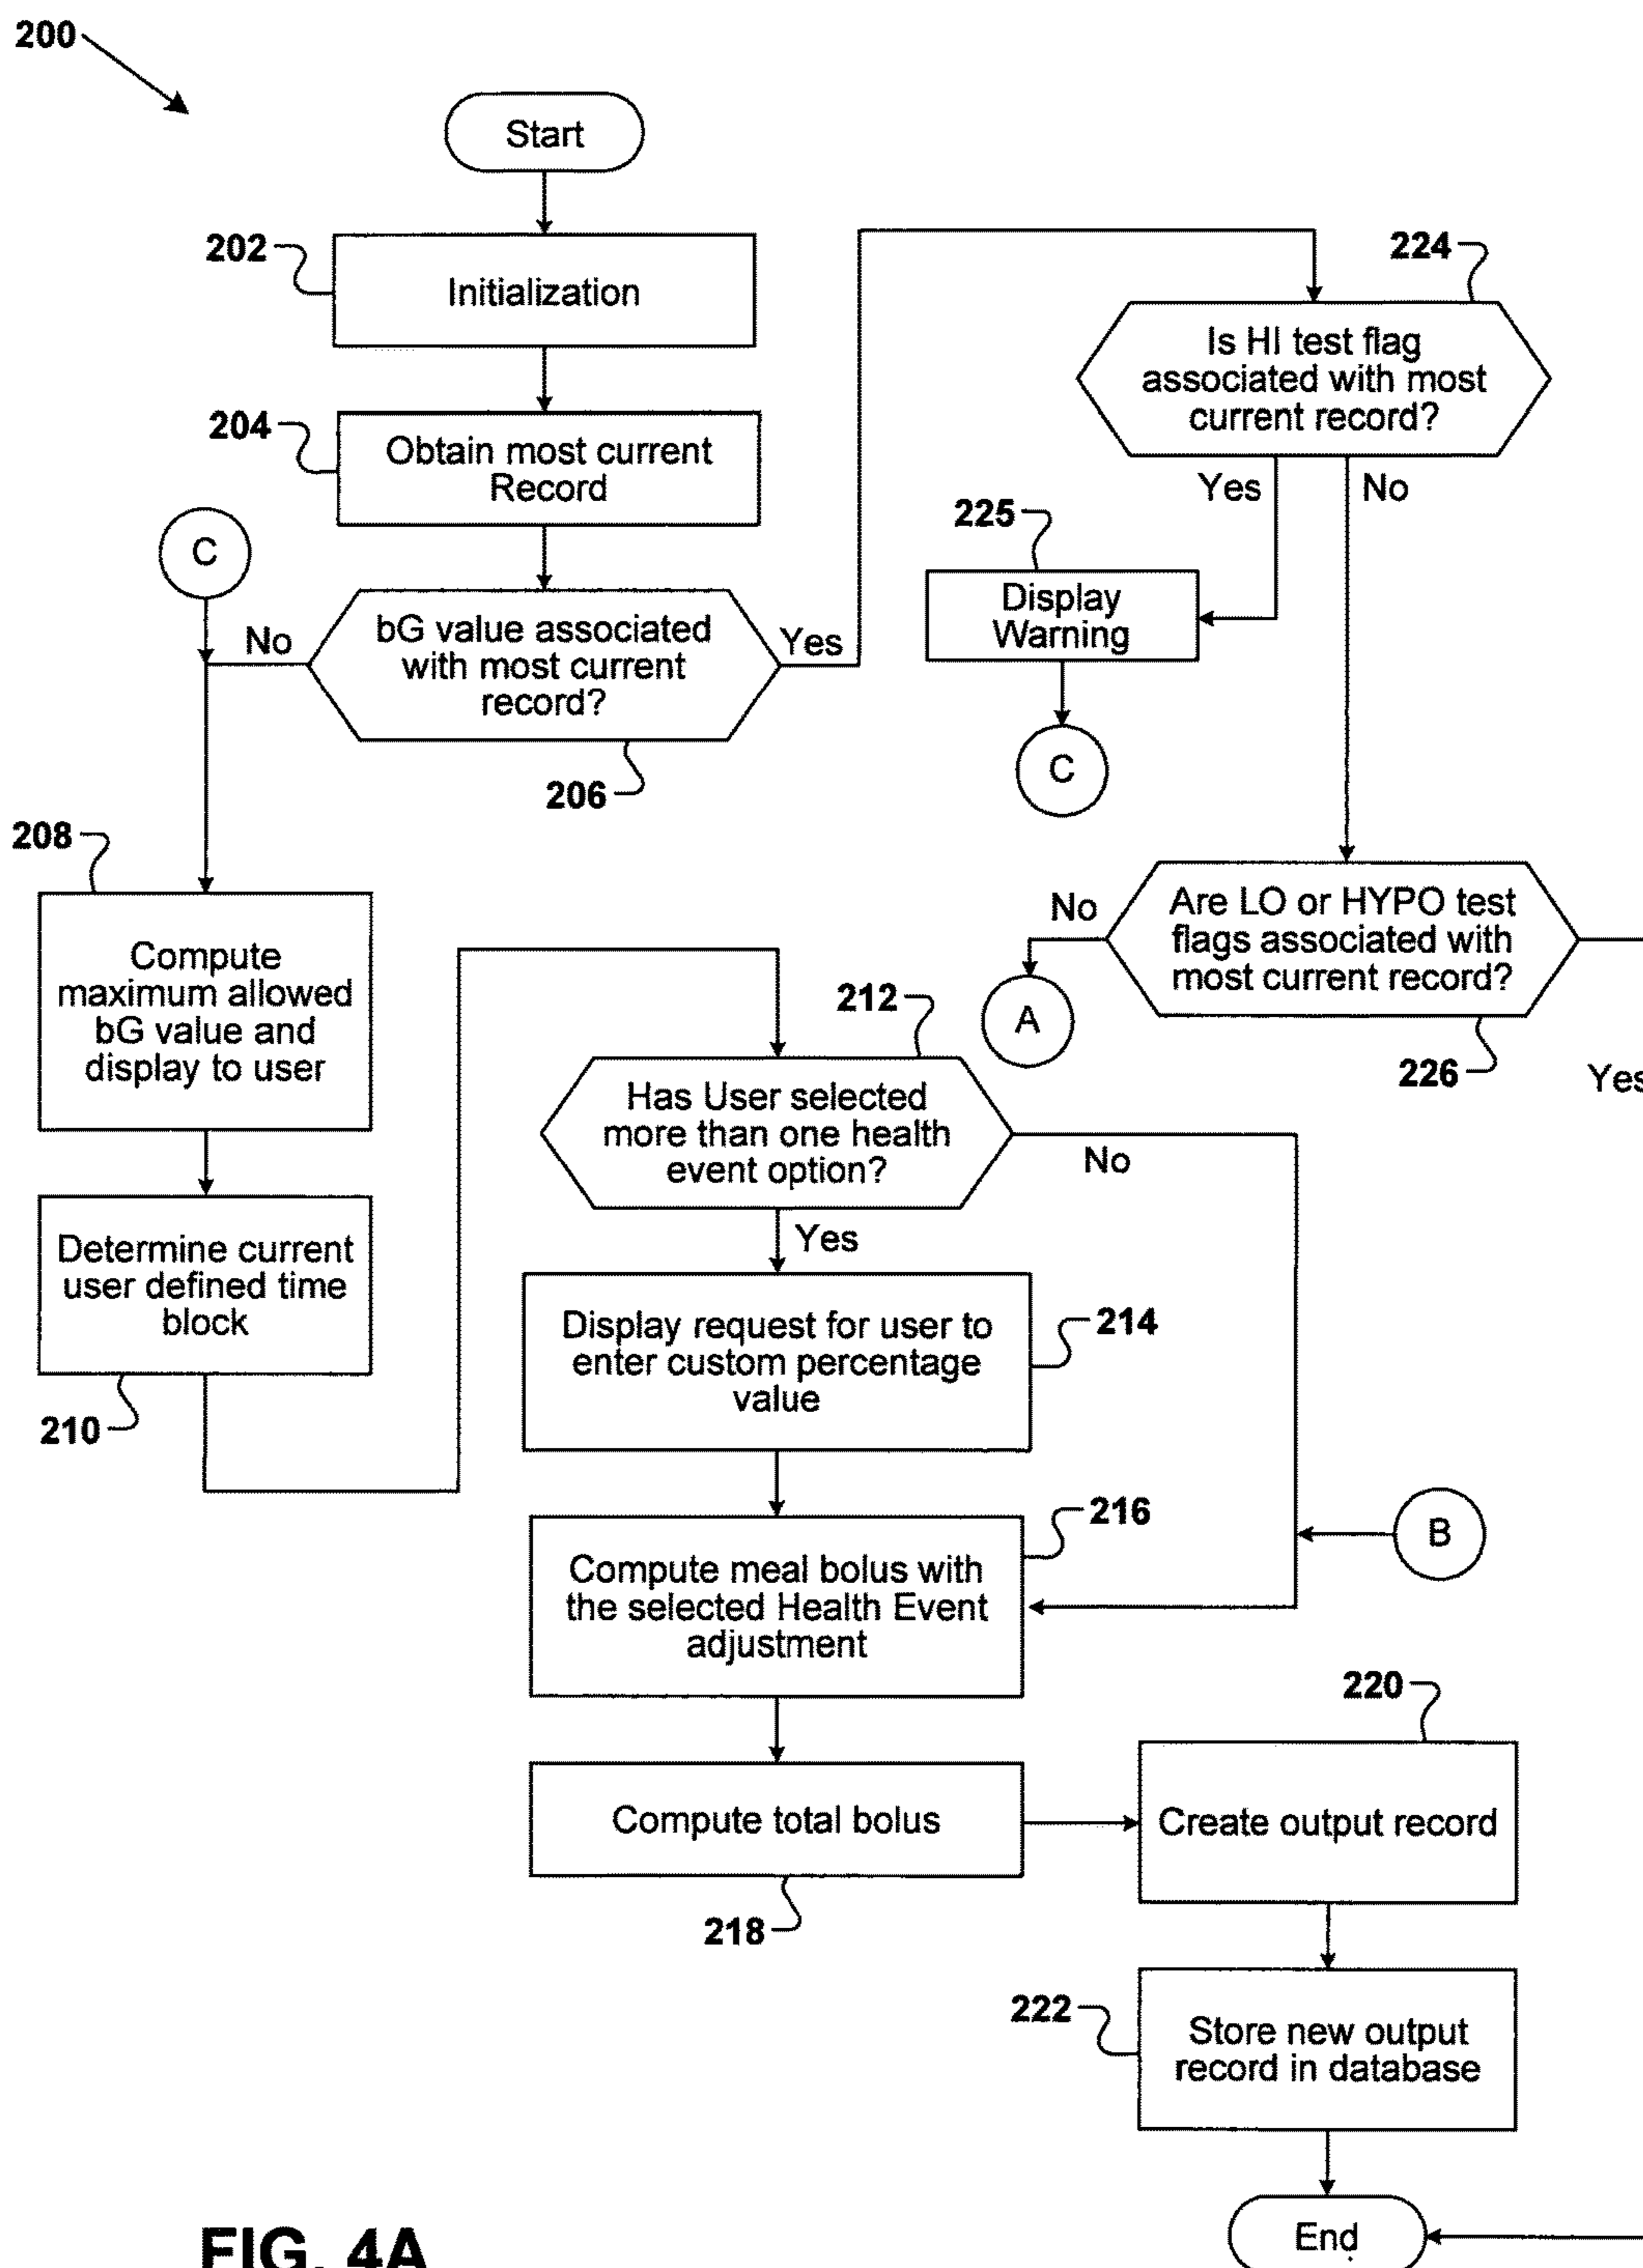 200
Start
202
Initialization
204
Obtain most current
Record
C
No
bG value associated
with most current
record?
Yes
206
224
Is HI test flag
associated with most
current record?
Yes
No
225
Display
Warning
C
No
Are LO or HYPO test
flags associated with
most current record?
A
226
Yes
208
Compute
maximum allowed
bG value and
display to user
Determine current
user defined time
block
210
212
Has User selected
more than one health
event option?
No
Yes
Display request for user to
enter custom percentage
value
214
216
Compute meal bolus with
the selected Health Event
adjustment
B
Compute total bolus
218
220
Create output record
222
Store new output
record in database
End
FIG. 4A